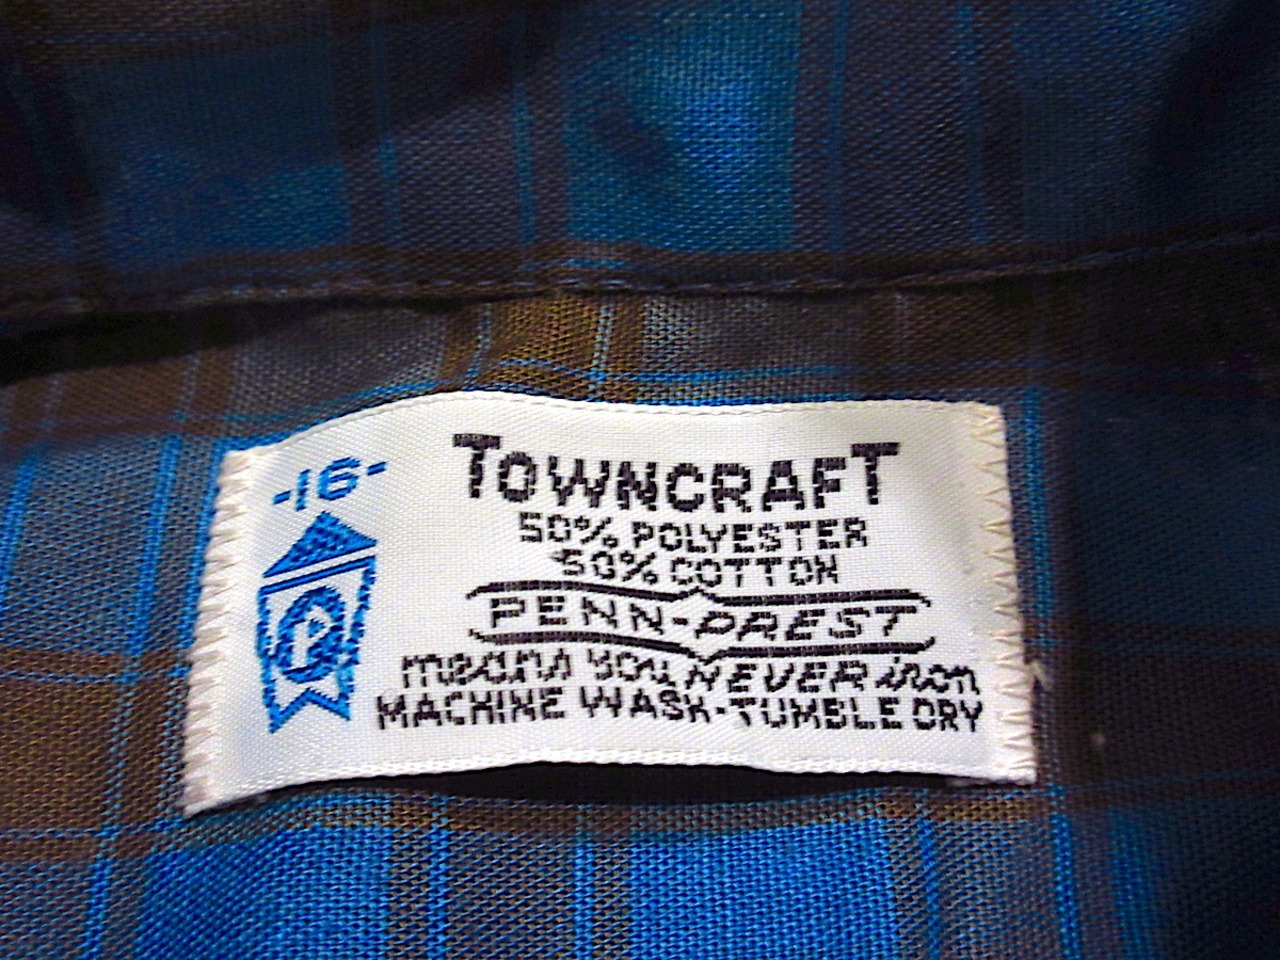 -16-
TOWNCRAFT
50% POLYESTER
50% COTTON
PENN-PREST
means you NEVER iron
MACHINE WASH-TUMBLE DRY